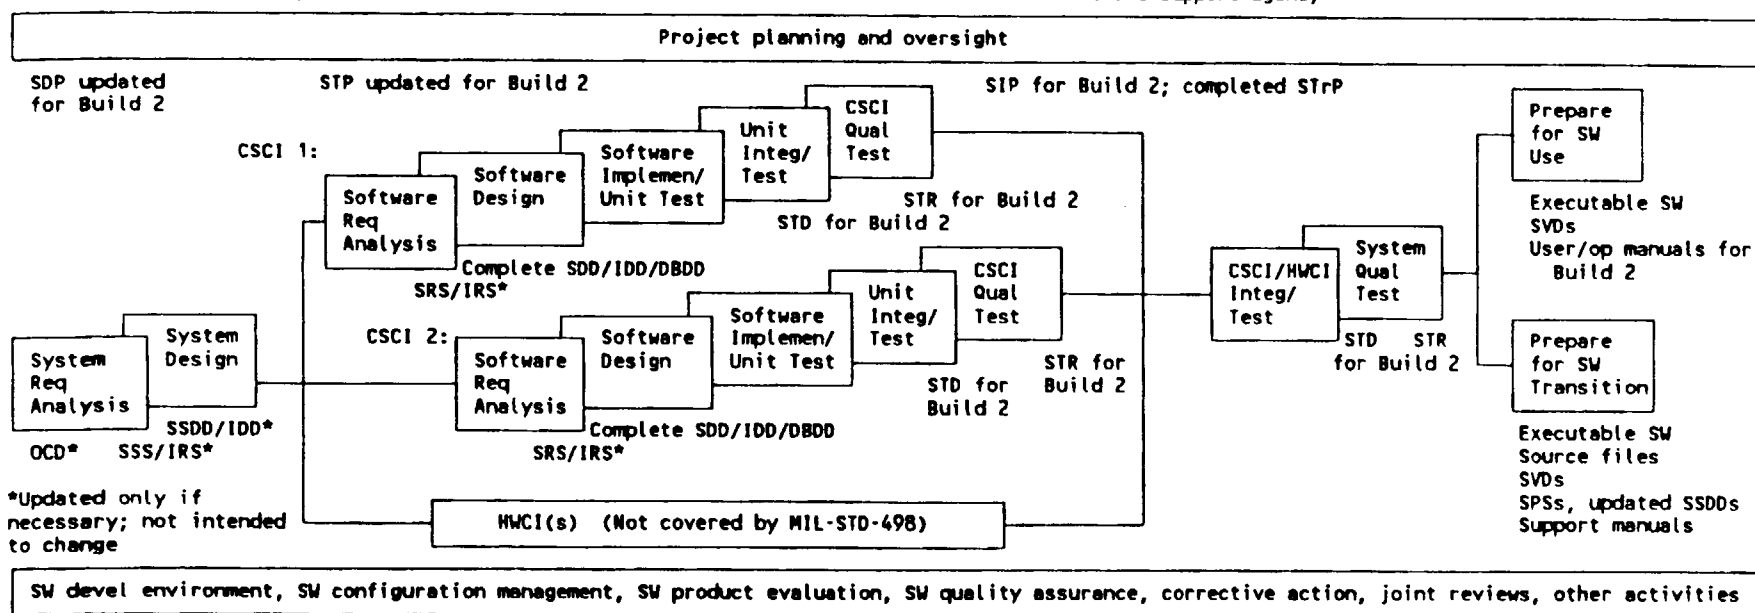 Project planning and oversight
SDP updated
for Build 2
STP updated for Build 2
SIP for Build 2; completed STrP
CSCI 1:
Software
Req
Analysis
Software
Design
Software
Implemen/
Unit Test
Unit
Integ/
Test
CSCI
Qual
Test
STR for Build 2
STD for Build 2
Complete SDD/IDD/DBDD
SRS/IRS*
System
Req
Analysis
System
Design
SSDD/IDD*
OCD* SSS/IRS*
CSCI 2:
Software
Req
Analysis
Software
Design
Software
Implemen/
Unit Test
Unit
Integ/
Test
CSCI
Qual
Test
STR for
Build 2
STD for
Build 2
Complete SDD/IDD/DBDD
SRS/IRS*
CSCI/HWCI
Integ/
Test
System
Qual
Test
STD STR
for Build 2
Prepare
for SW
Use
Executable SW
SVDs
User/op manuals for
Build 2
Prepare
for SW
Transition
Executable SW
Source files
SVDs
SPSs, updated SSDDs
Support manuals
*Updated only if
necessary; not intended
to change
HWCI(s) (Not covered by MIL-STD-498)
SW devel environment, SW configuration management, SW product evaluation, SW quality assurance, corrective action, joint reviews, other activities